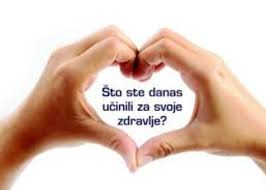 Što ste danas
učinili za svoje
zdravlje?